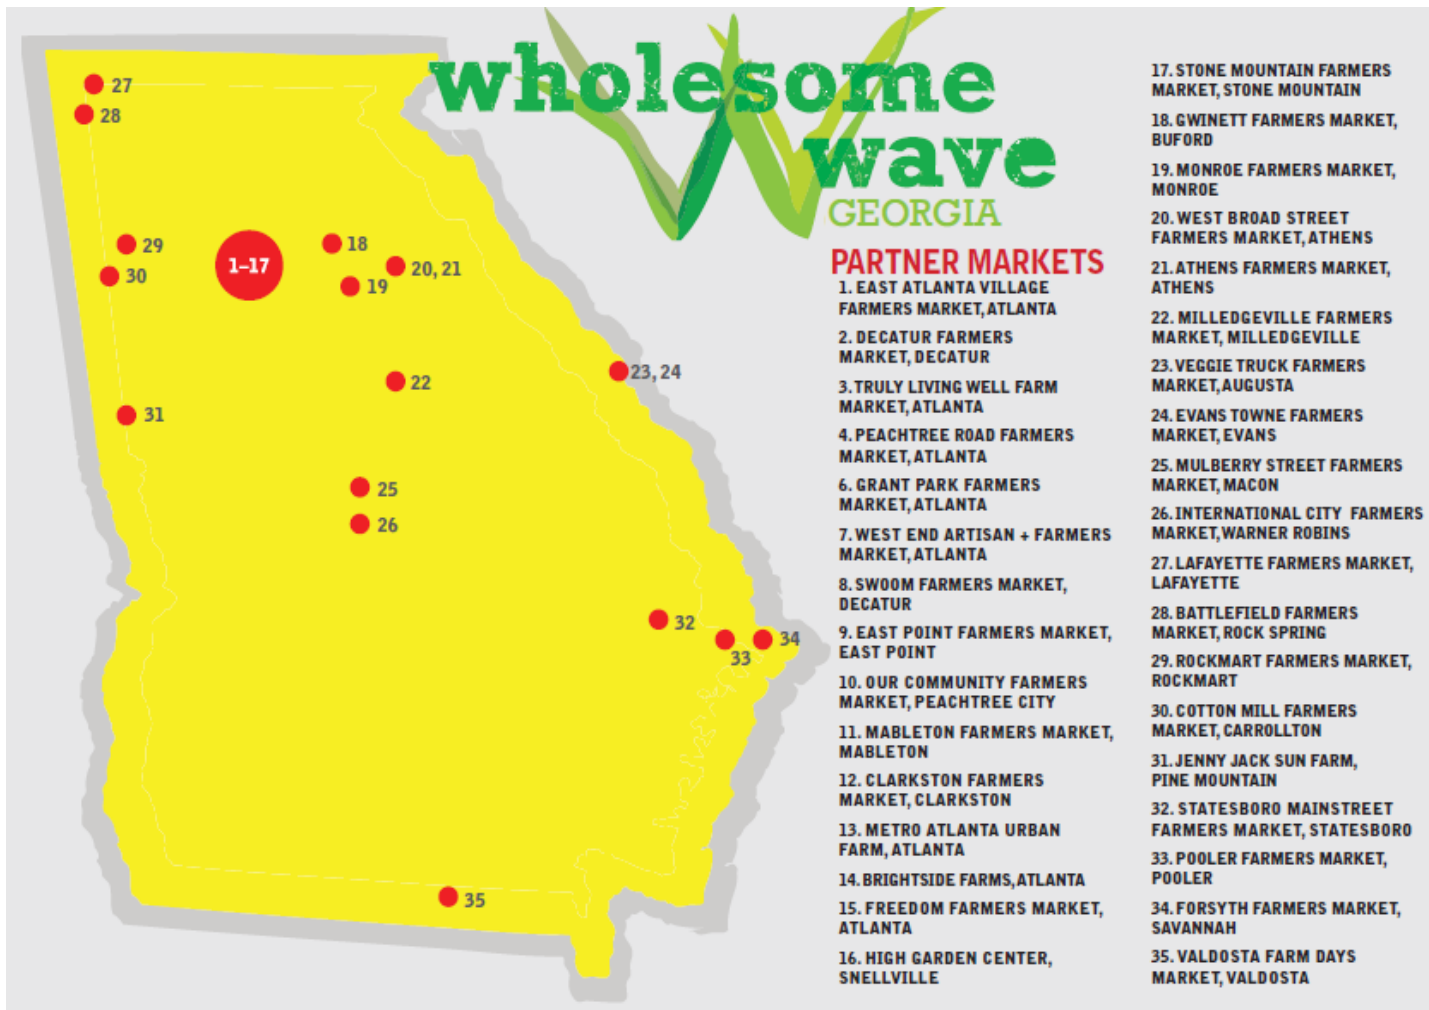 wholesome
wave
GEORGIA
27
28
29
30
1–17
18
19
20, 21
22
23, 24
31
25
26
32
33
34
35
PARTNER MARKETS
1. EAST ATLANTA VILLAGE
FARMERS MARKET, ATLANTA
2. DECATUR FARMERS
MARKET, DECATUR
3. TRULY LIVING WELL FARM
MARKET, ATLANTA
4. PEACHTREE ROAD FARMERS
MARKET, ATLANTA
6. GRANT PARK FARMERS
MARKET, ATLANTA
7. WEST END ARTISAN + FARMERS
MARKET, ATLANTA
8. SWOOM FARMERS MARKET,
DECATUR
9. EAST POINT FARMERS MARKET,
EAST POINT
10. OUR COMMUNITY FARMERS
MARKET, PEACHTREE CITY
11. MABLETON FARMERS MARKET,
MABLETON
12. CLARKSTON FARMERS
MARKET, CLARKSTON
13. METRO ATLANTA URBAN
FARM, ATLANTA
14. BRIGHTSIDE FARMS, ATLANTA
15. FREEDOM FARMERS MARKET,
ATLANTA
16. HIGH GARDEN CENTER,
SNELLVILLE
17. STONE MOUNTAIN FARMERS
MARKET, STONE MOUNTAIN
18. GWINETT FARMERS MARKET,
BUFORD
19. MONROE FARMERS MARKET,
MONROE
20. WEST BROAD STREET
FARMERS MARKET, ATHENS
21. ATHENS FARMERS MARKET,
ATHENS
22. MILLEDGEVILLE FARMERS
MARKET, MILLEDGEVILLE
23. VEGGIE TRUCK FARMERS
MARKET, AUGUSTA
24. EVANS TOWNE FARMERS
MARKET, EVANS
25. MULBERRY STREET FARMERS
MARKET, MACON
26. INTERNATIONAL CITY FARMERS
MARKET, WARNER ROBINS
27. LAFAYETTE FARMERS MARKET,
LAFAYETTE
28. BATTLEFIELD FARMERS
MARKET, ROCK SPRING
29. ROCKMART FARMERS MARKET,
ROCKMART
30. COTTON MILL FARMERS
MARKET, CARROLLTON
31. JENNY JACK SUN FARM,
PINE MOUNTAIN
32. STATESBORO MAINSTREET
FARMERS MARKET, STATESBORO
33. POOLER FARMERS MARKET,
POOLER
34. FORSYTH FARMERS MARKET,
SAVANNAH
35. VALDOSTA FARM DAYS
MARKET, VALDOSTA